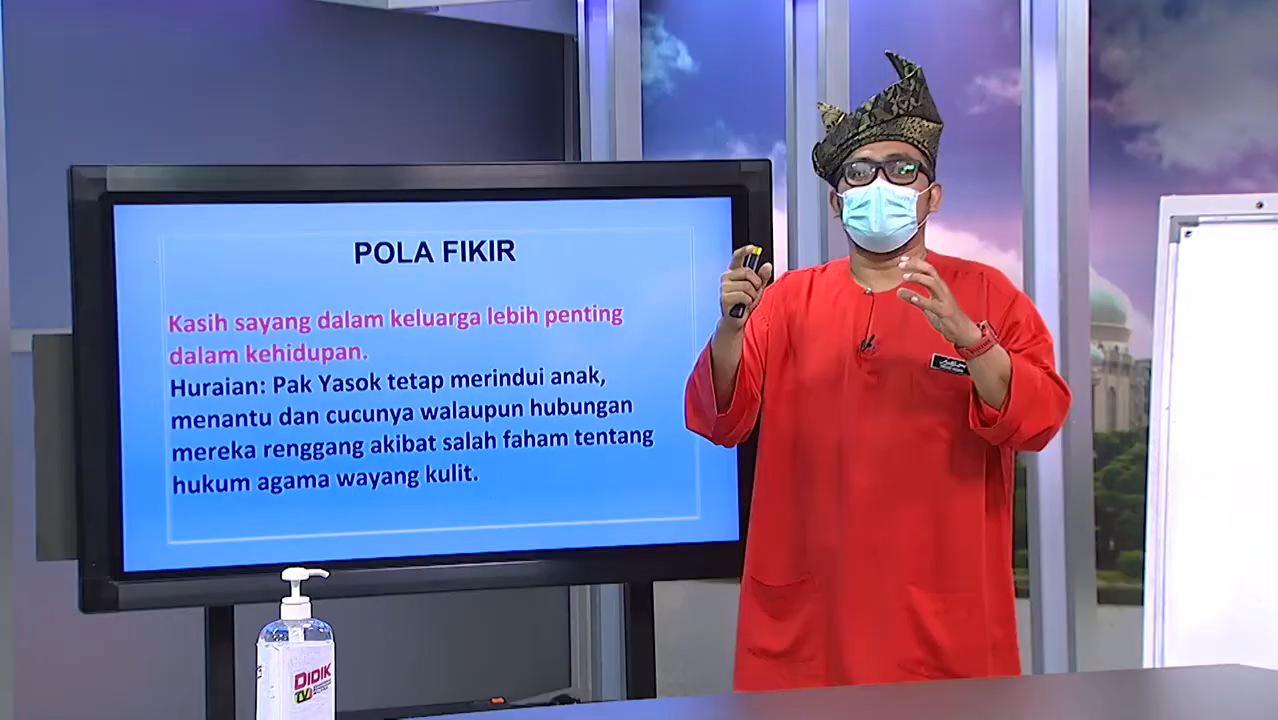 POLA FIKIR
Kasih sayang dalam keluarga lebih penting
dalam kehidupan.
Huraian: Pak Yasok tetap merindui anak,
menantu dan cucunya walaupun hubungan
mereka renggang akibat salah faham tentang
hukum agama wayang kulit.
DIDIK
TV